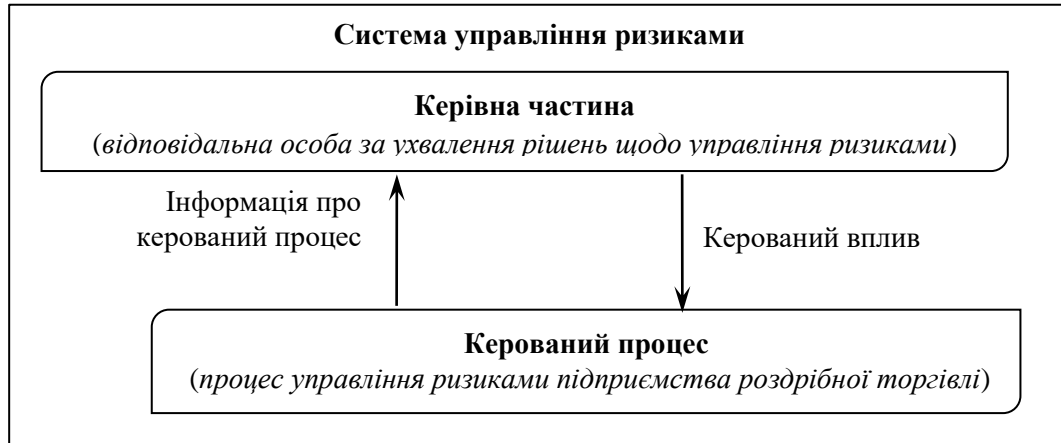 Система управління ризиками
Керівна частина
(відповідальна особа за ухвалення рішень щодо управління ризиками)
Інформація про
керований процес
Керований вплив
Керований процес
(процес управління ризиками підприємства роздрібної торгівлі)